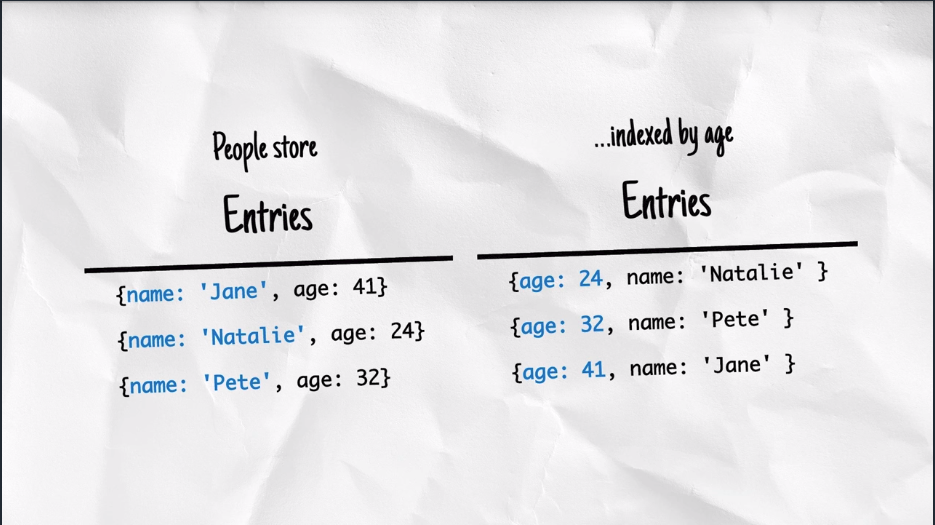 People store
Entries
{name: 'Jane', age: 41}
{name: 'Natalie', age: 24}
{name: 'Pete', age: 32}
...indexed by age
Entries
{age: 24, name: 'Natalie' }
{age: 32, name: 'Pete' }
{age: 41, name: 'Jane' }